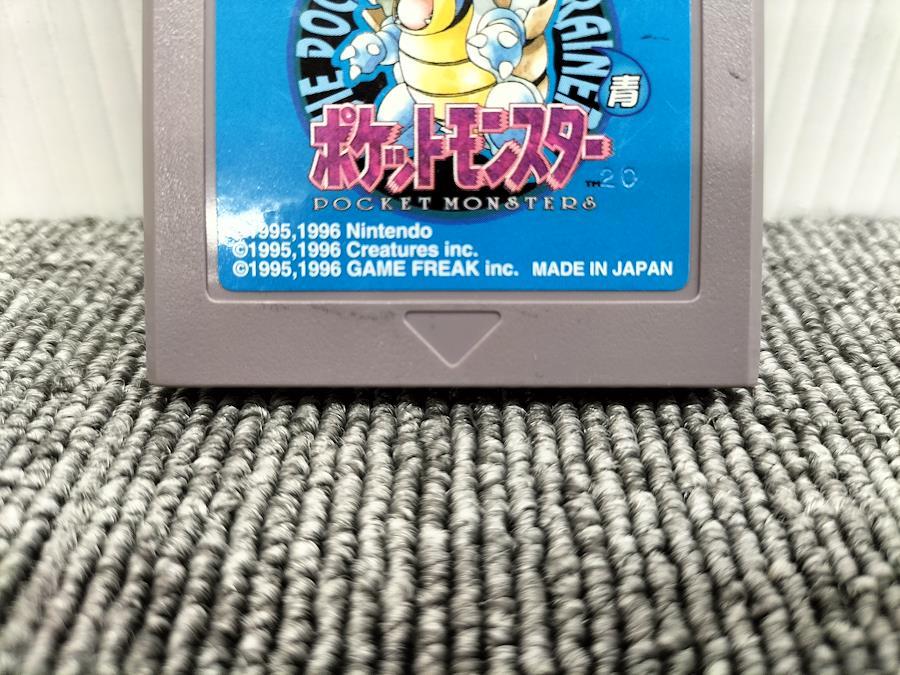 青
ポケットモンスター
TM 20
POCKET MONSTERS
1995,1996 Nintendo
©1995,1996 Creatures inc.
©1995,1996 GAME FREAK inc. MADE IN JAPAN